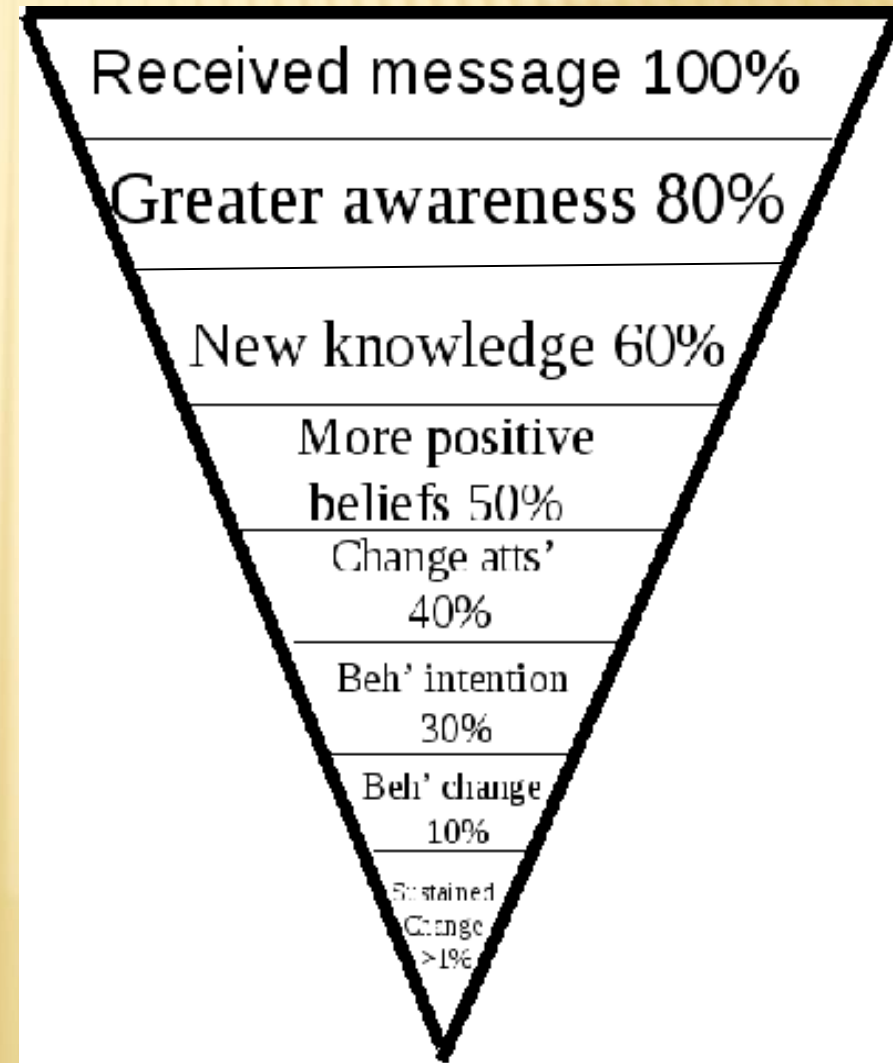 Received message 100%
Greater awareness 80%
New knowledge 60%
More positive
beliefs 50%
Change atts’
40%
Beh’ intention
30%
Beh’ change
10%
Sustained
Change
>1%